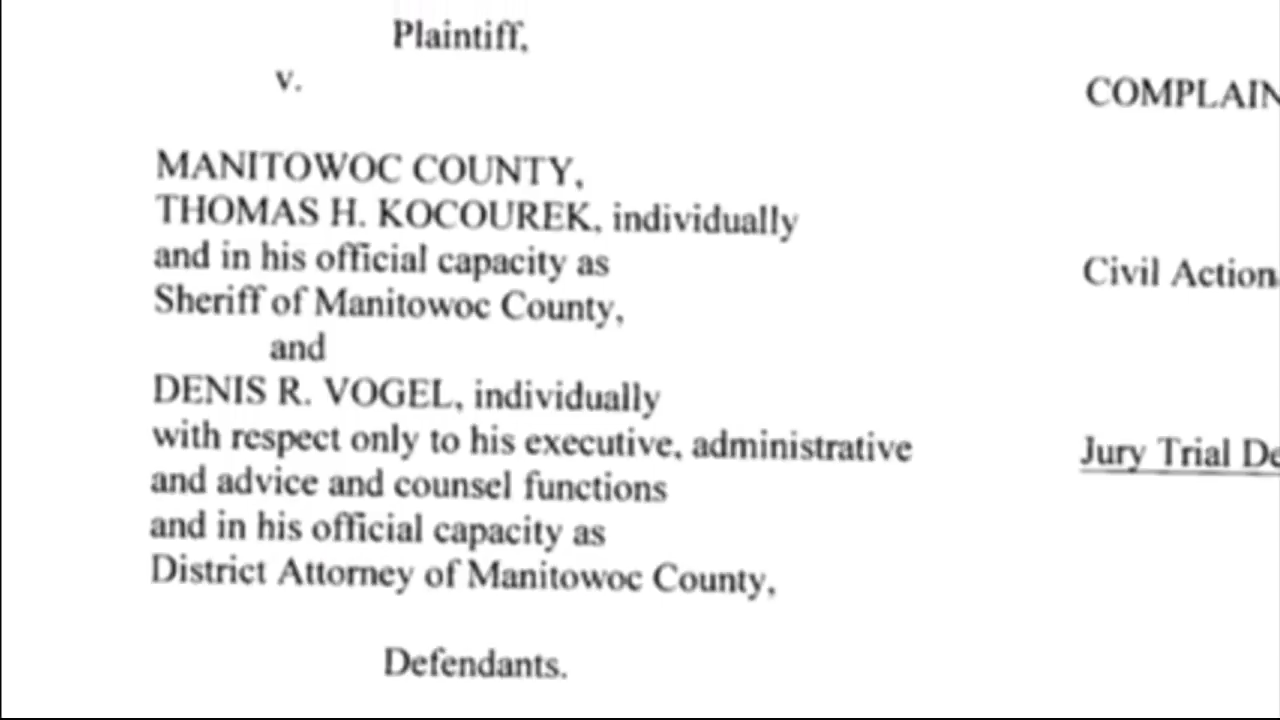 Plaintiff,
v.
COMPLAIN
MANITOWOC COUNTY,
THOMAS H. KOCOUREK, individually
and in his official capacity as
Civil Action
Sheriff of Manitowoc County,
and
DENIS R. VOGEL, individually
with respect only to his executive, administrative
Jury Trial De
and advice and counsel functions
and in his official capacity as
District Attorney of Manitowoc County,
Defendants.